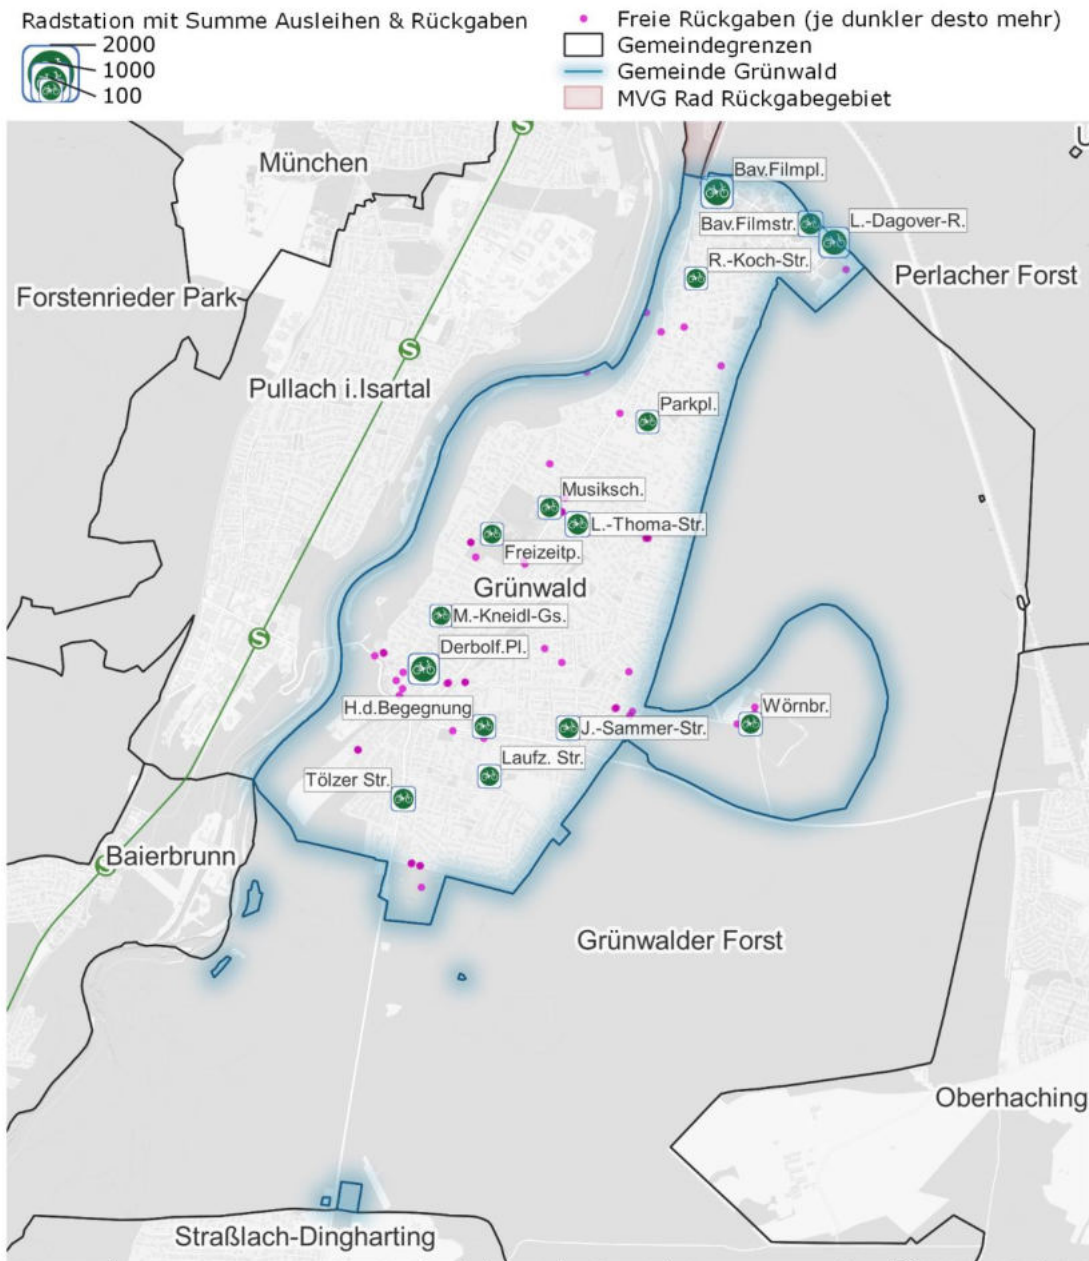 Radstation mit Summe Ausleihen & Rückgaben
2000
1000
100
Freie Rückgaben (je dunkler desto mehr)
Gemeindegrenzen
Gemeinde Grünwald
MVG Rad Rückgabegebiet
S
U
München
Bav.Filmpl.
Bav.Filmstr.
L.-Dagover-R.
R.-Koch-Str.
Perlacher Forst
Forstenrieder Park
S
Pullach i.Isartal
Parkpl.
Musiksch.
L.-Thoma-Str.
Freizeitp.
Grünwald
M.-Kneidl-Gs.
S
Derbolf.Pl.
H.d.Begegnung
Wörnbr.
J.-Sammer-Str.
Laufz. Str.
Tölzer Str.
S
Baierbrunn
Grünwalder Forst
Oberhaching
Straßlach-Dingharting